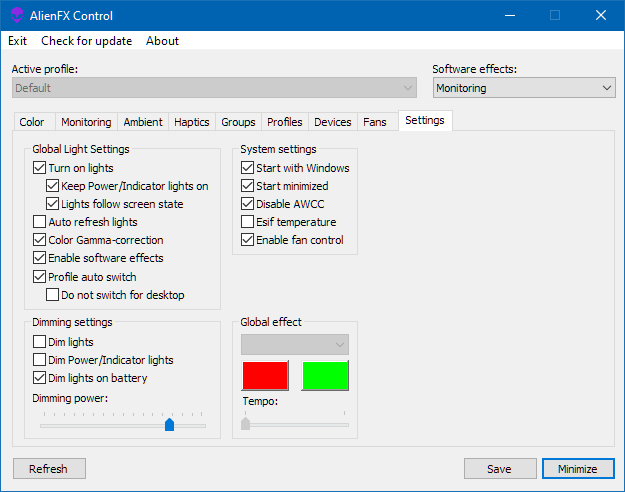 AlienFX Control
Exit Check for update About
Active profile: Software effects:
Default Monitoring
Color Monitoring Ambient Haptics Groups Profiles Devices Fans Settings
Global Light Settings
Turn on lights
Keep Power/Indicator lights on
Lights follow screen state
Auto refresh lights
Color Gamma-correction
Enable software effects
Profile auto switch
Do not switch for desktop
System settings
Start with Windows
Start minimized
Disable AWCC
Esif temperature
Enable fan control
Dimming settings
Dim lights
Dim Power/Indicator lights
Dim lights on battery
Dimming power:
Global effect
Tempo:
Refresh Save Minimize